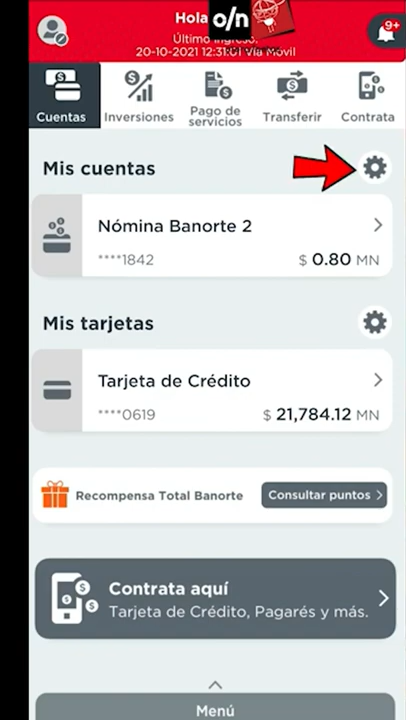 Hola
o/n
9+
Último ingreso:
20-10-2021 12:31:01 Vía Móvil
Cuentas
Inversiones
Pago de
servicios
Transferir
Contrata
Mis cuentas
Nómina Banorte 2
****1842
$ 0.80 MN
Mis tarjetas
Tarjeta de Crédito
****0619
$ 21,784.12 MN
Recompensa Total Banorte
Consultar puntos
Contrata aquí
Tarjeta de Crédito, Pagarés y más.
Menú